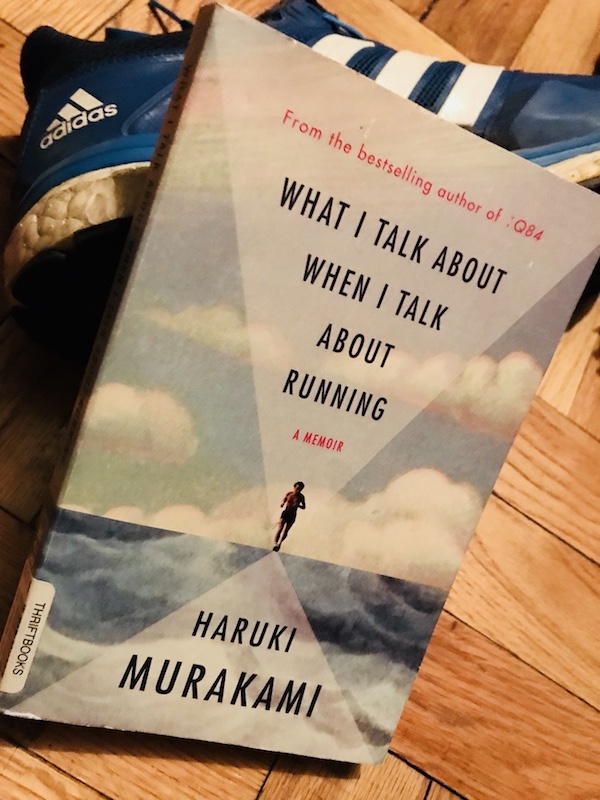 adidas
From the bestselling author of 1Q84
WHAT I TALK ABOUT
WHEN I TALK
ABOUT
RUNNING
A MEMOIR
HARUKI
MURAKAMI
THRIFTBOOKS